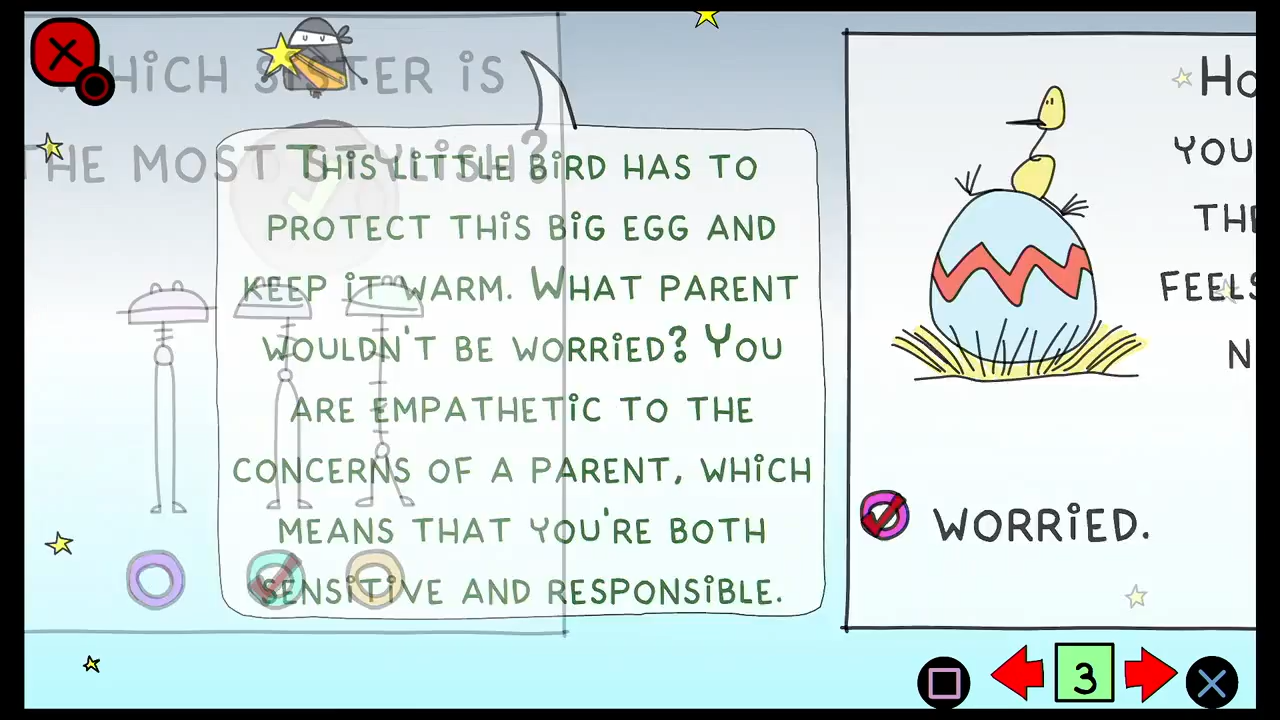 WHiCH SiSTER iS
THE MOST STYLiSH?
THiS LiTTLE BiRD HAS TO
PROTECT THiS BiG EGG AND
KEEP iT WARM. WHAT PARENT
WOULDN'T BE WORRiED? YOU
ARE EMPATHETiC TO THE
CONCERNS OF A PARENT, WHiCH
MEANS THAT YOU'RE BOTH
SENSiTiVE AND RESPONSiBLE.
YOU
FEELS
WORRiED.
3